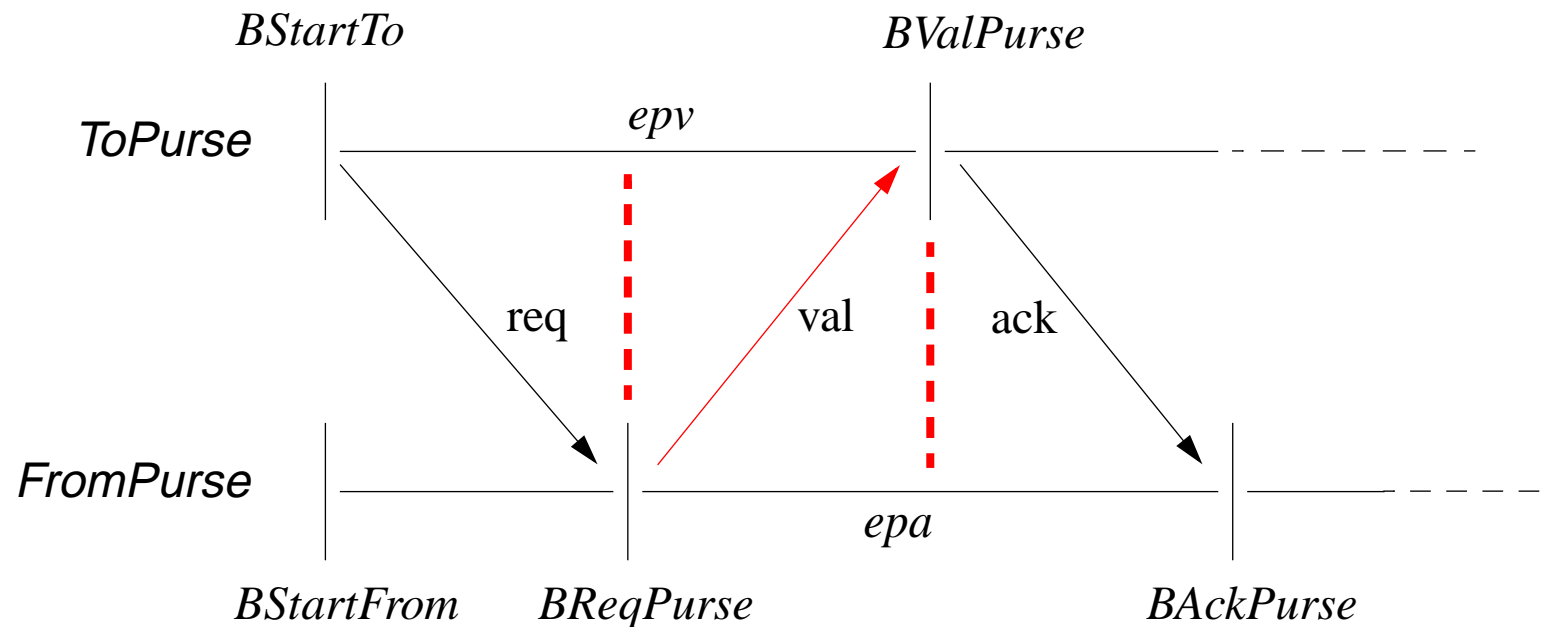 BStartTo BValPurse
epv
ToPurse
req val ack
FromPurse
epa
BStartFrom BReqPurse BAckPurse